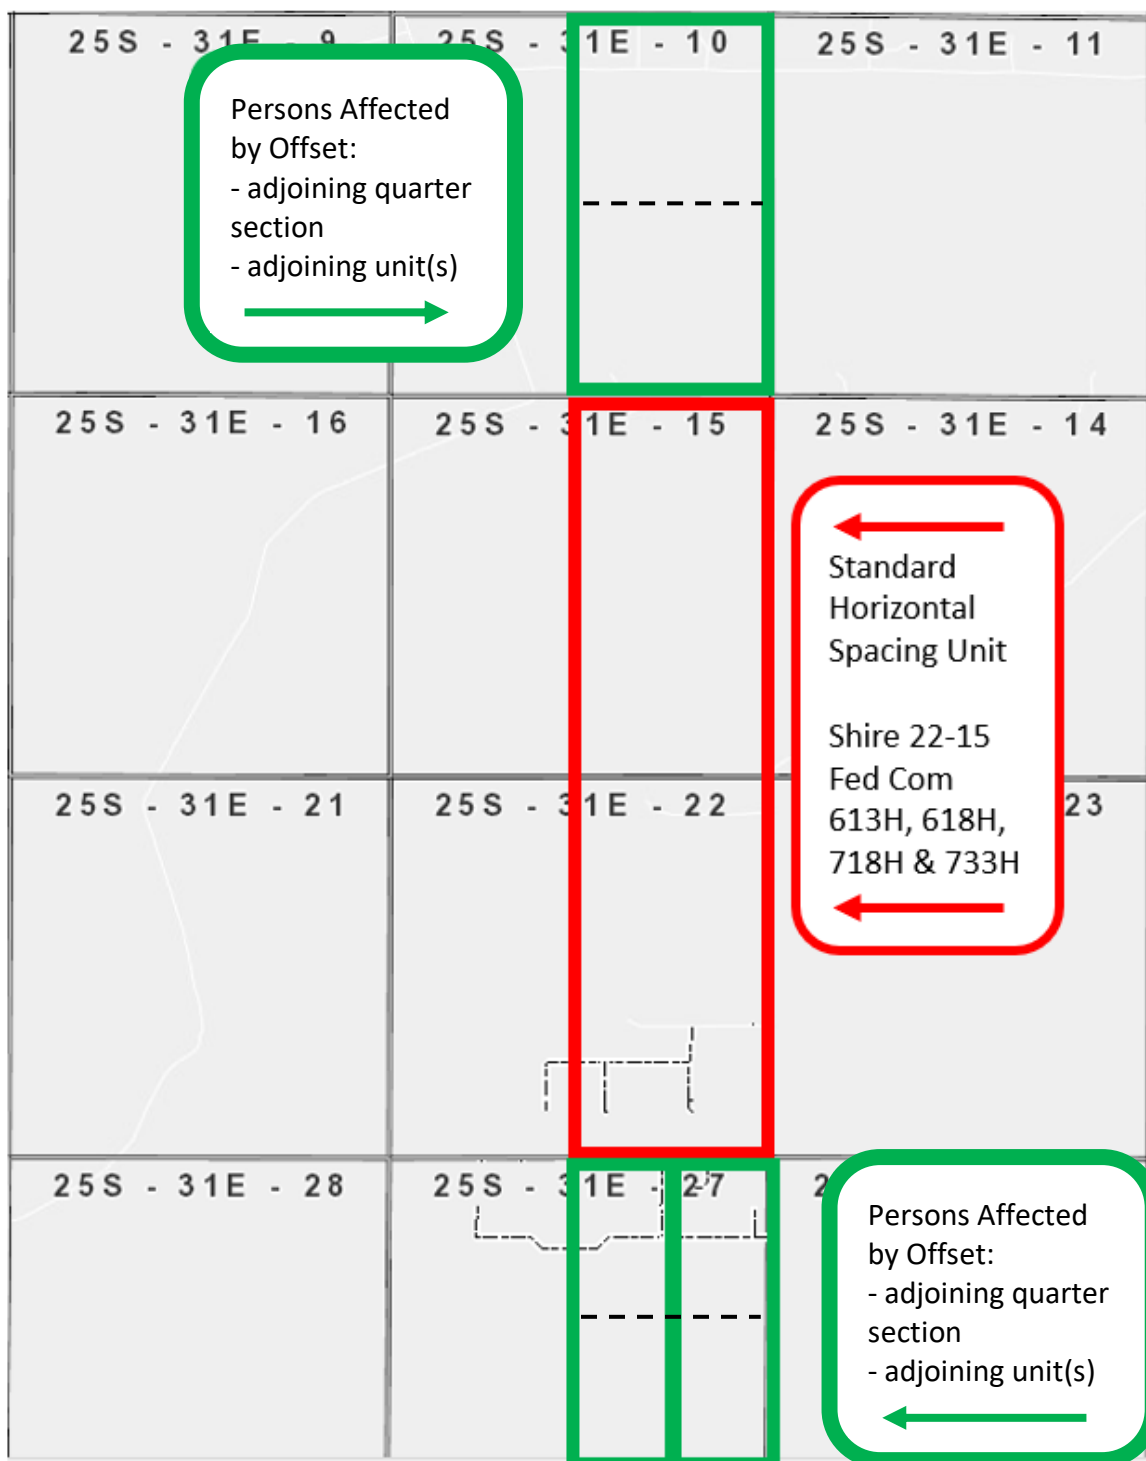 25S - 31E - 9
25S - 31E - 10
25S - 31E - 11
Persons Affected
by Offset:
- adjoining quarter
section
- adjoining unit(s)
25S - 31E - 16
25S - 31E - 15
25S - 31E - 14
Standard
Horizontal
Spacing Unit
Shire 22-15
Fed Com
613H, 618H,
718H & 733H
25S - 31E - 21
25S - 31E - 22
23
25S - 31E - 28
25S - 31E - 27
2
Persons Affected
by Offset:
- adjoining quarter
section
- adjoining unit(s)